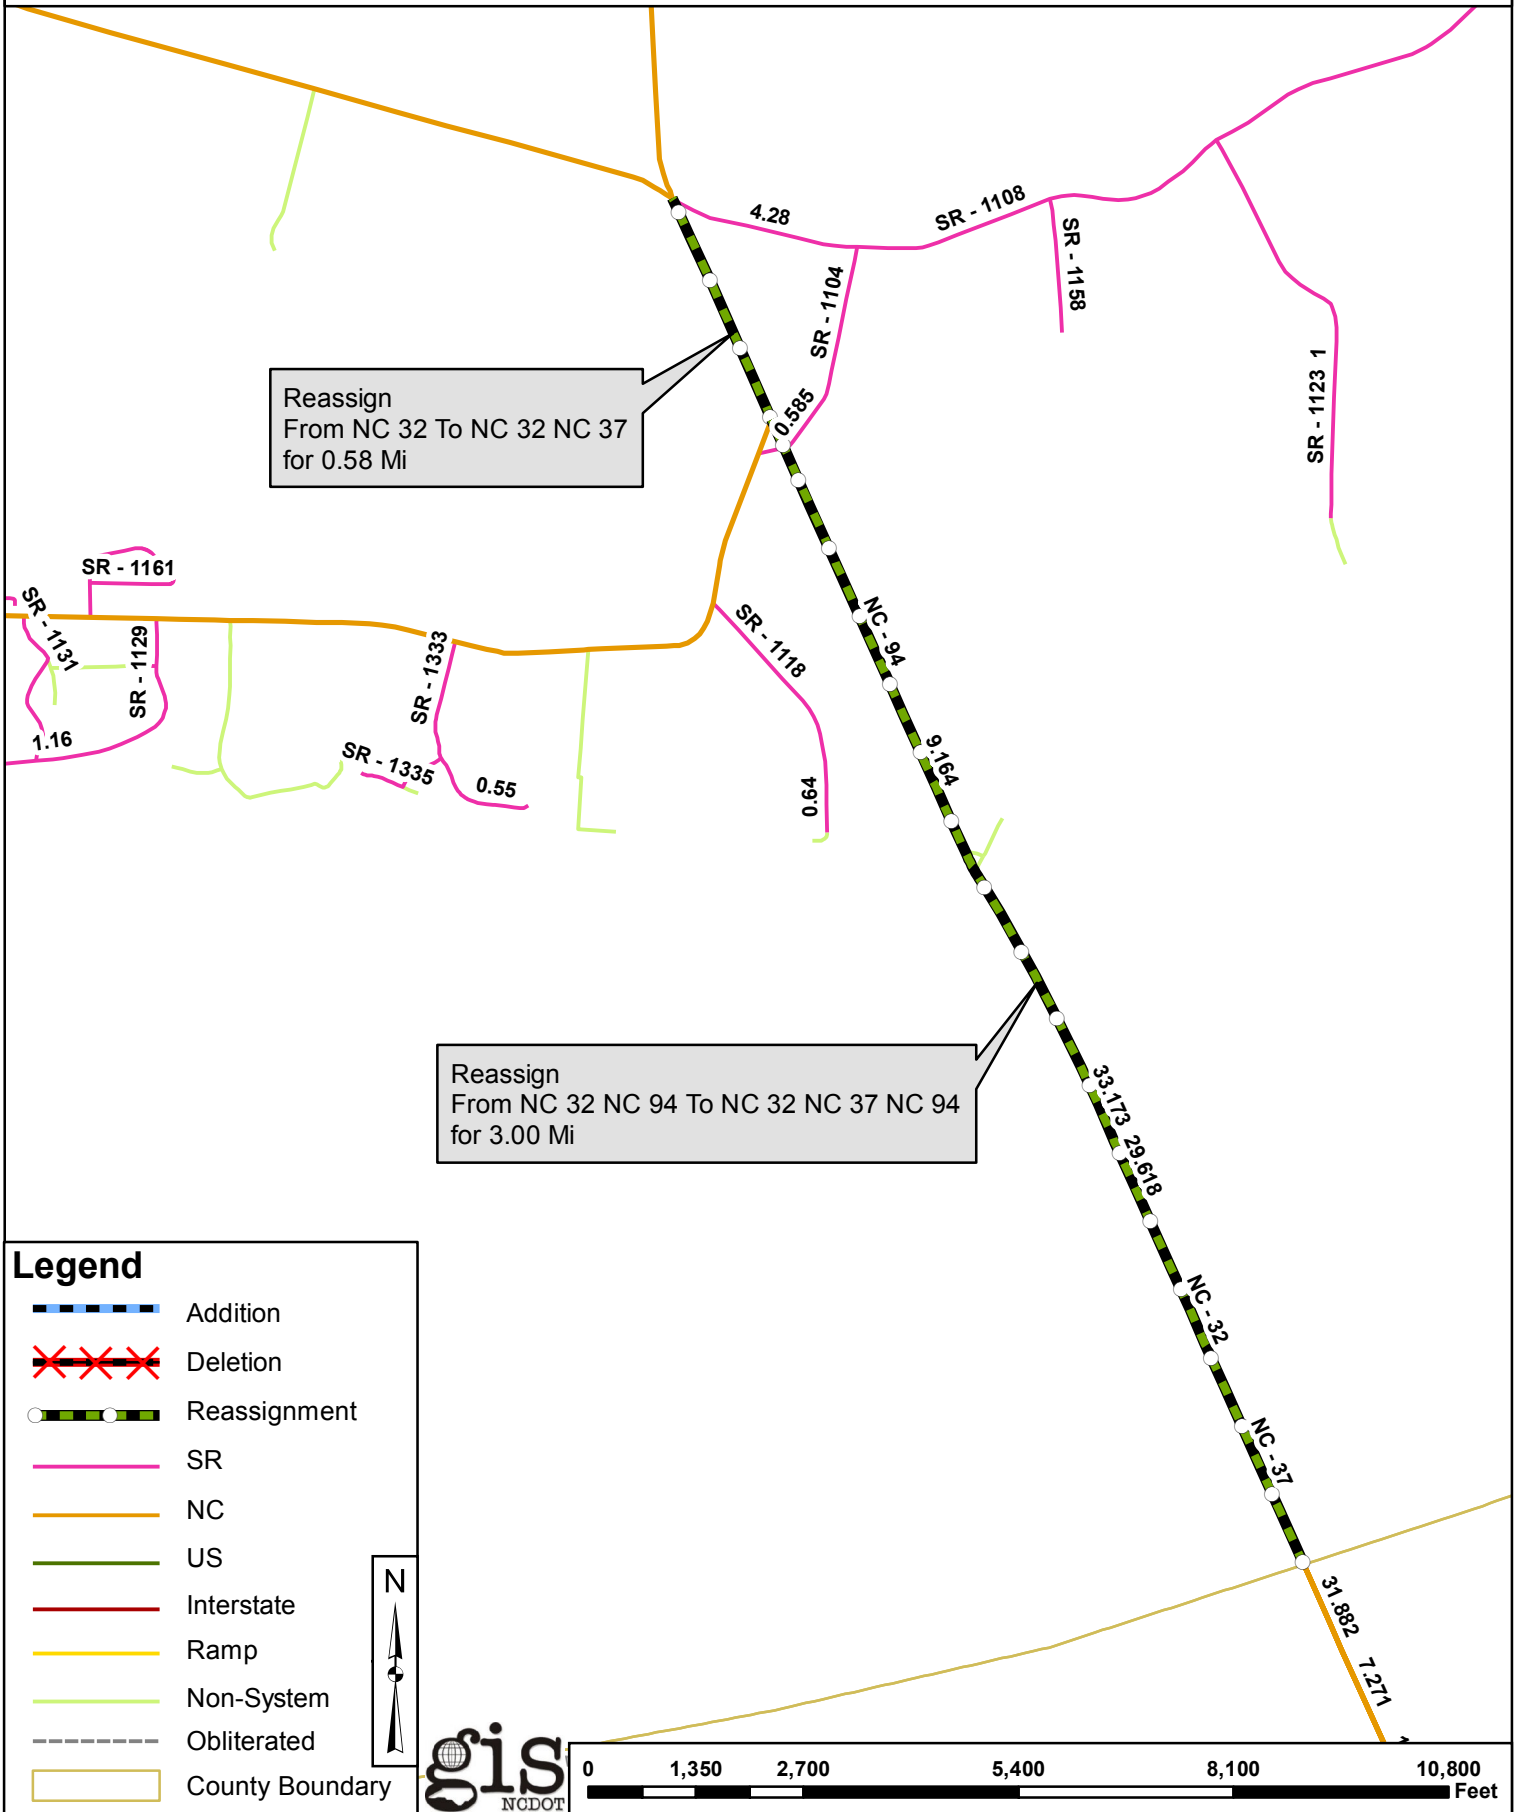 4.28
SR - 1108
SR - 1158
SR - 1104
SR - 1123 1
0.585
Reassign
From NC 32 To NC 32 NC 37
for 0.58 Mi
SR - 1161
SR - 1131
SR - 1129
SR - 1333
SR - 1118
NC - 94
1.16
SR - 1335
0.55
0.64
9.164
Reassign
From NC 32 NC 94 To NC 32 NC 37 NC 94
for 3.00 Mi
33.173 29.618
NC - 32
NC - 37
31.882
7.271
Legend
Addition
Deletion
Reassignment
SR
NC
US
Interstate
Ramp
Non-System
Obliterated
County Boundary
N
gis
NCDOT
0 1,350 2,700 5,400 8,100 10,800
Feet